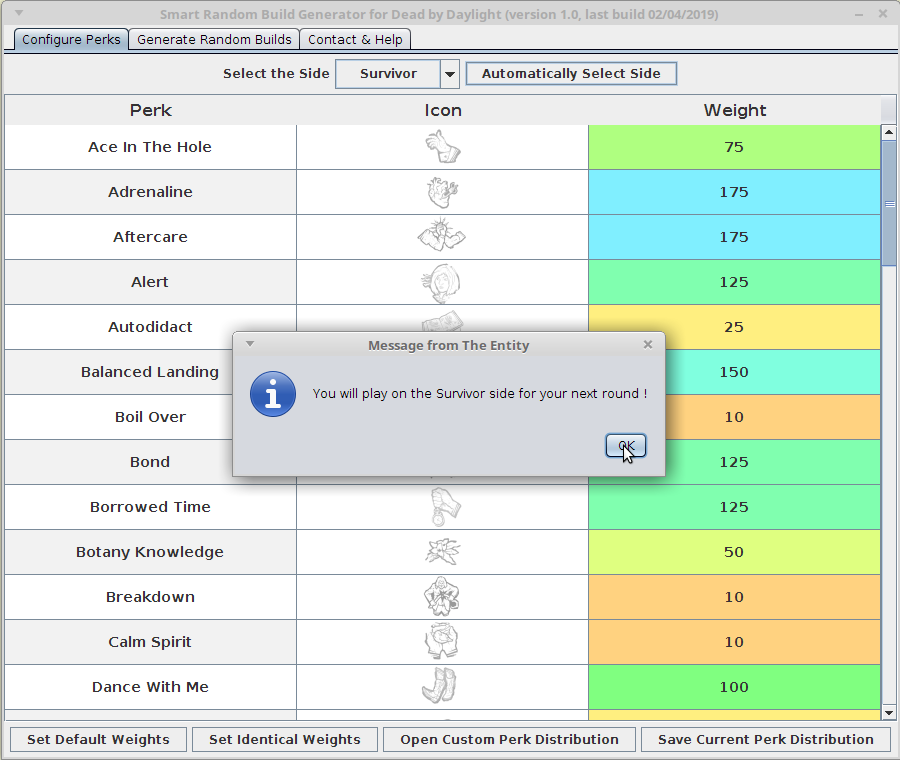 Smart Random Build Generator for Dead by Daylight (version 1.0, last build 02/04/2019)
Configure Perks Generate Random Builds Contact & Help
Select the Side Survivor Automatically Select Side
Perk Icon Weight
Ace In The Hole 75
Adrenaline 175
Aftercare 175
Alert 125
Autodidact 25
Message from The Entity
Balanced Landing 150
You will play on the Survivor side for your next round !
Boil Over 10
OK
Bond 125
Borrowed Time 125
Botany Knowledge 50
Breakdown 10
Calm Spirit 10
Dance With Me 100
Set Default Weights Set Identical Weights Open Custom Perk Distribution Save Current Perk Distribution